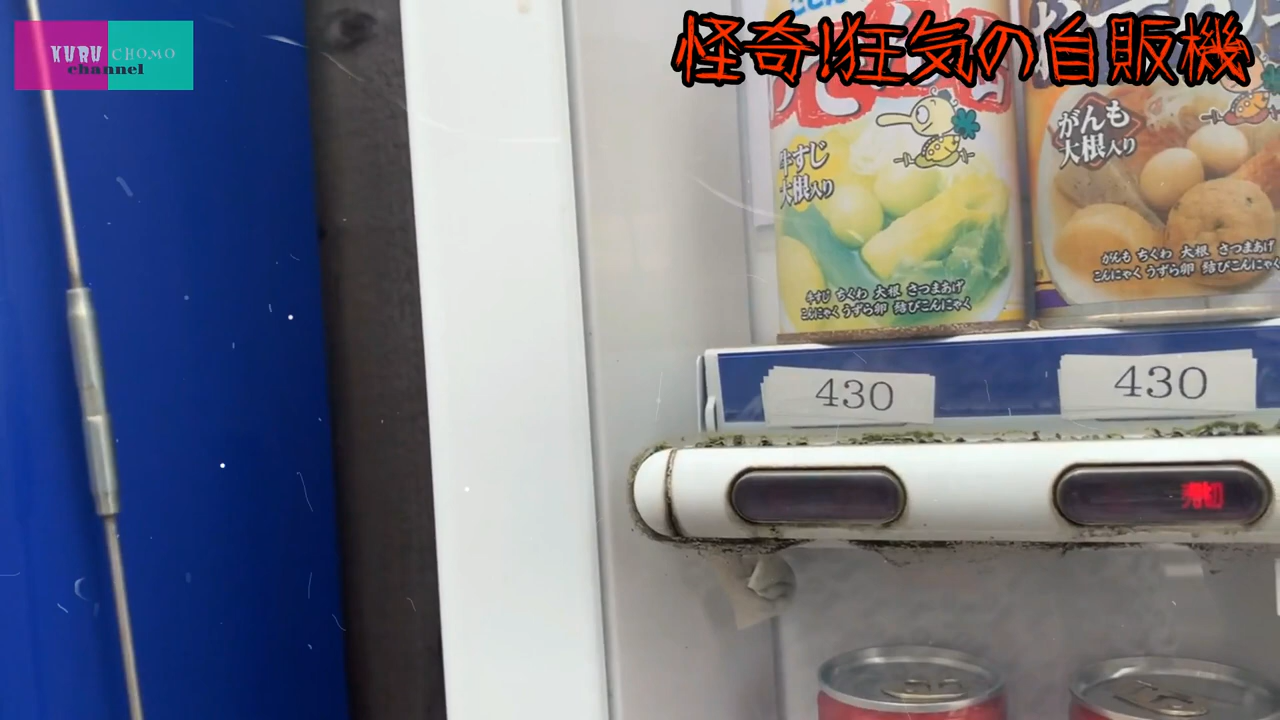 KURU CHOMO
channel
怪奇!狂気の自販機
牛すじ
大根入り
牛すじ ちくわ 大根 さつまあげ
こんにゃく うずら卵 結びこんにゃく
がんも
大根入り
がんも ちくわ 大根 さつまあげ
こんにゃく うずら卵 結びこんにゃく
430
430